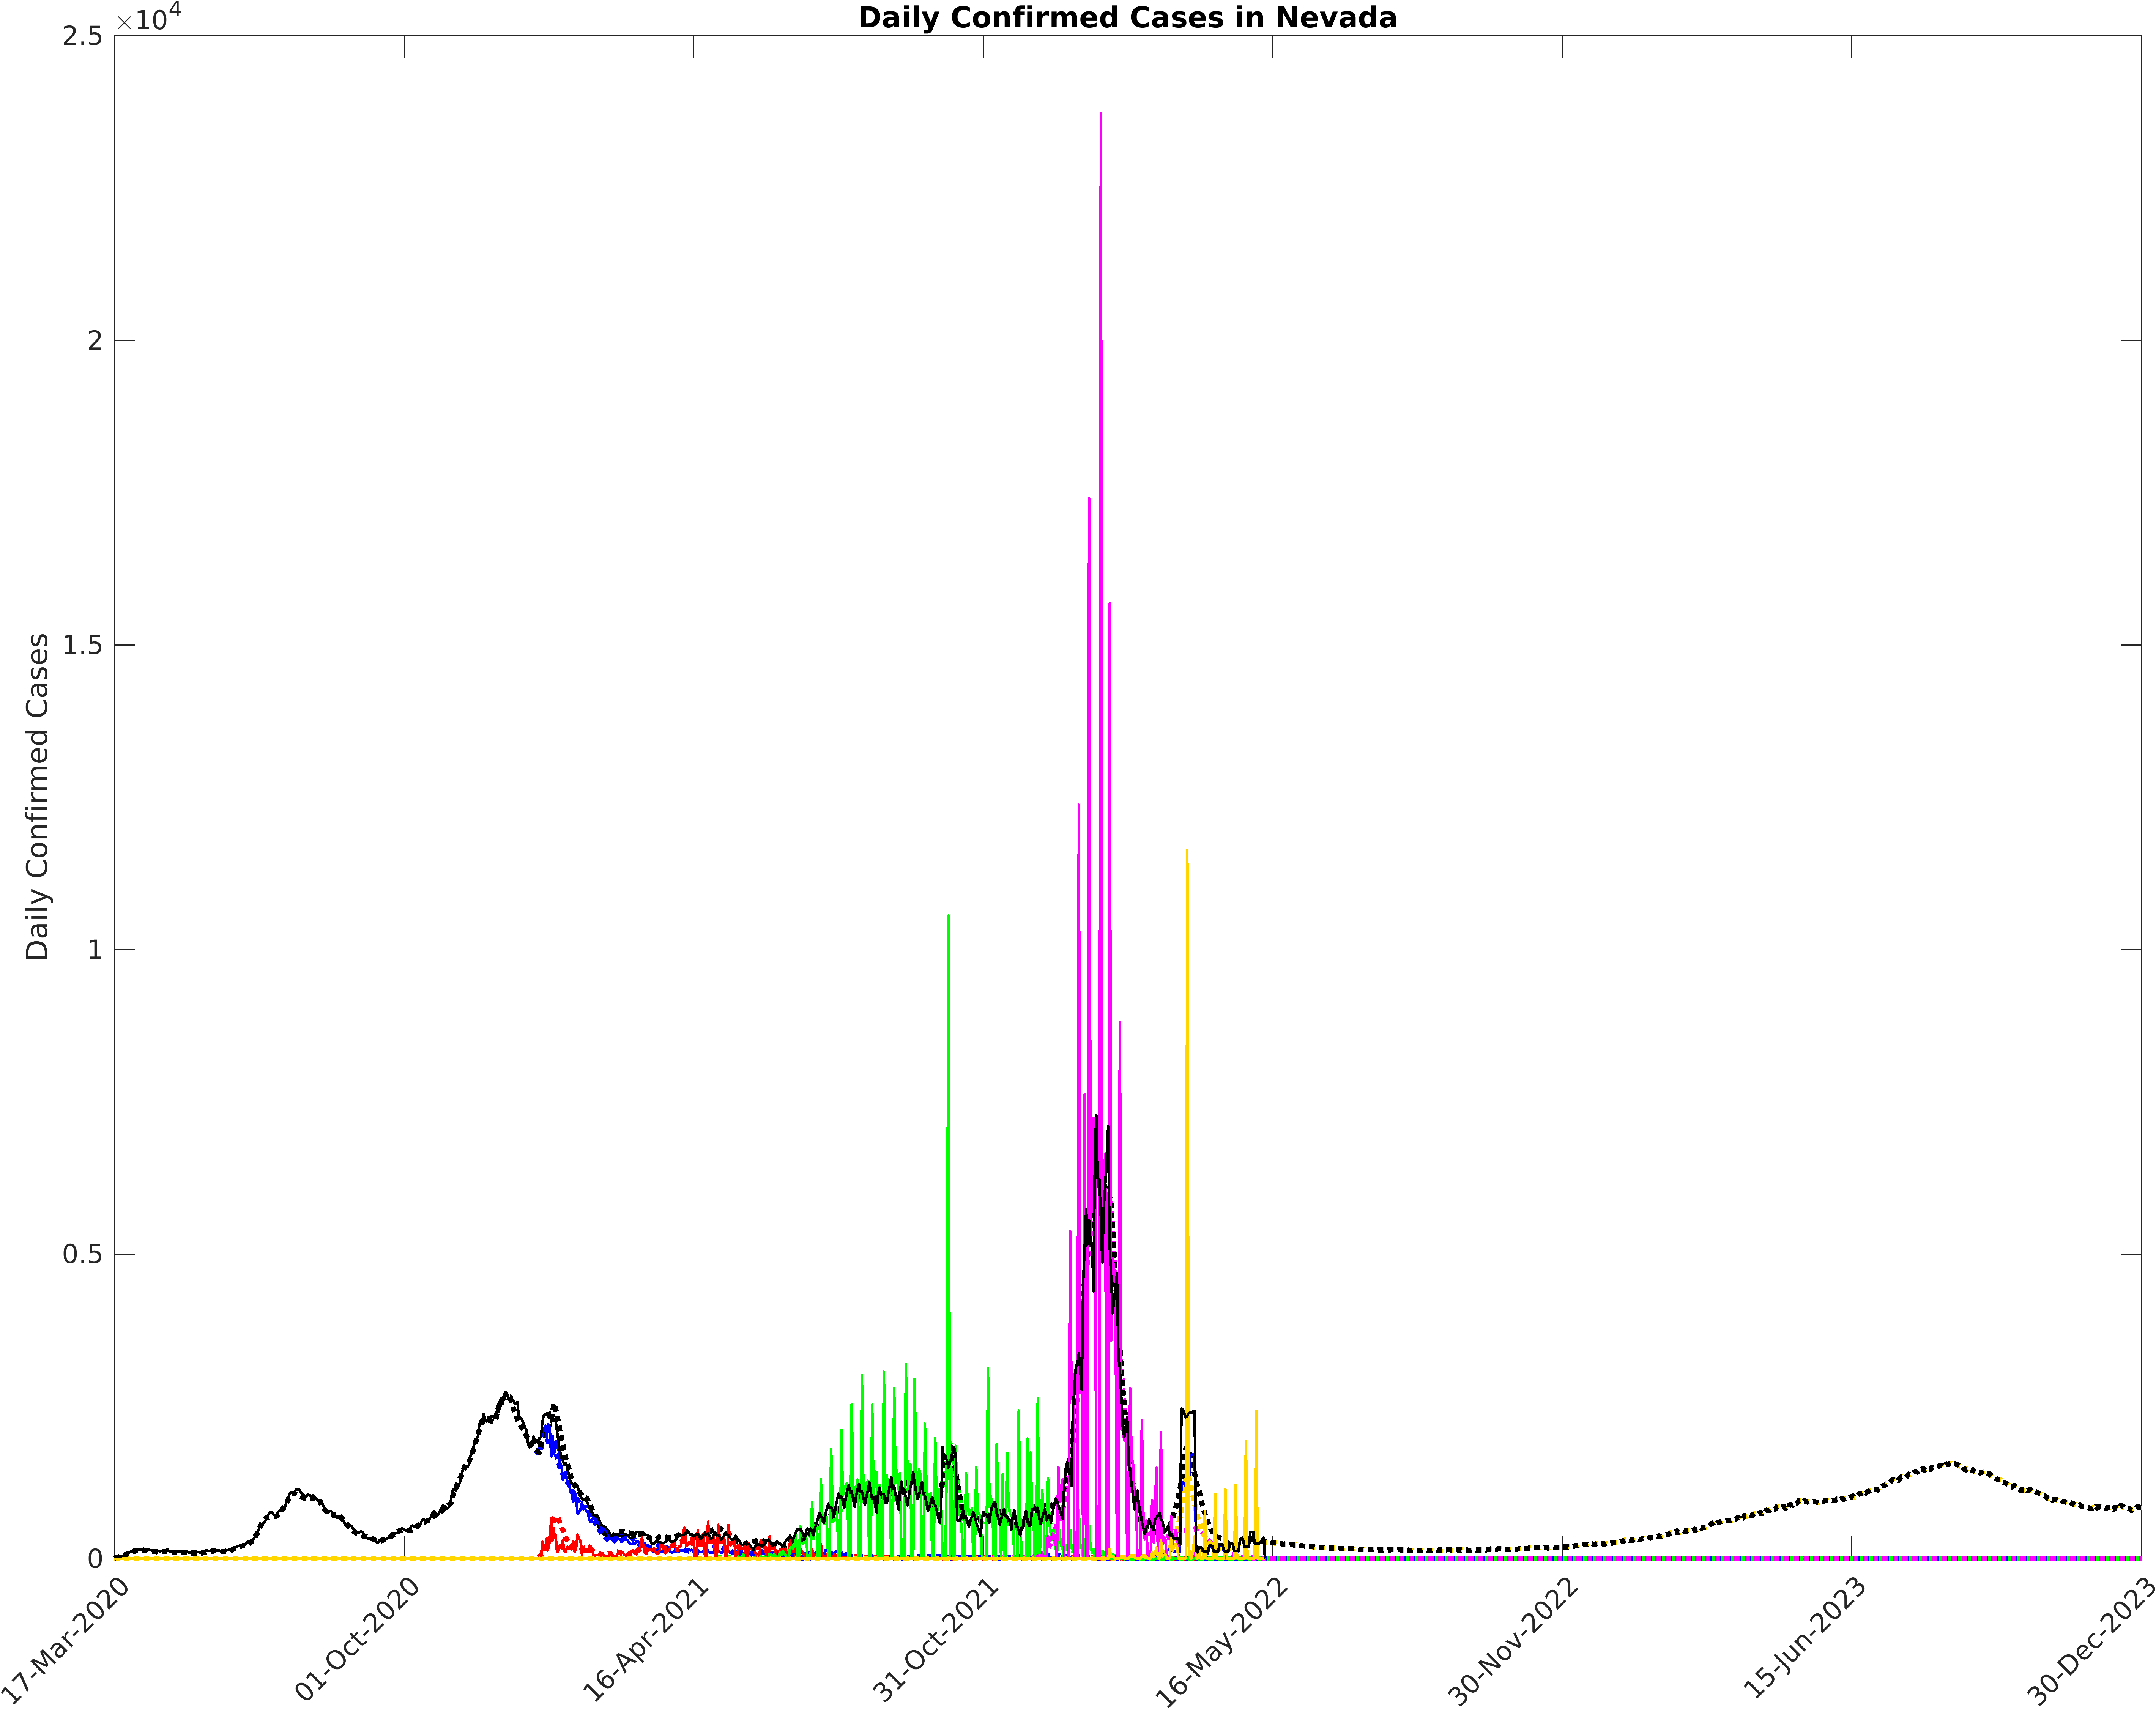 Daily Confirmed Cases in Nevada
×10⁴
2.5
2
1.5
1
0.5
0
Daily Confirmed Cases
17-Mar-2020
01-Oct-2020
16-Apr-2021
31-Oct-2021
16-May-2022
30-Nov-2022
15-Jun-2023
30-Dec-2023